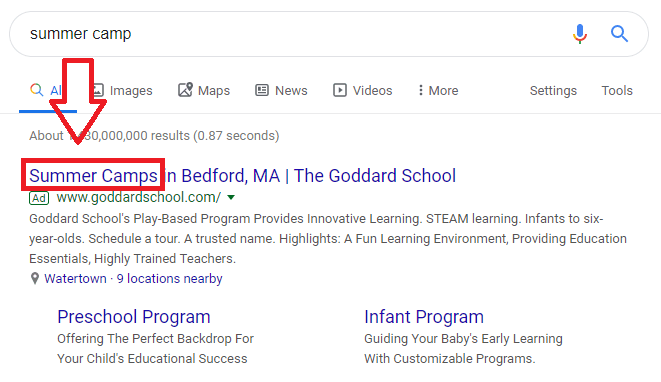 summer camp
All Images Maps News Videos More Settings Tools
About 30,000,000 results (0.87 seconds)
Summer Camps in Bedford, MA | The Goddard School
Ad www.goddardschool.com/
Goddard School's Play-Based Program Provides Innovative Learning. STEAM learning. Infants to six-
year-olds. Schedule a tour. A trusted name. Highlights: A Fun Learning Environment, Providing Education
Essentials, Highly Trained Teachers.
Watertown · 9 locations nearby
Preschool Program
Offering The Perfect Backdrop For
Your Child's Educational Success
Infant Program
Guiding Your Baby's Early Learning
With Customizable Programs.